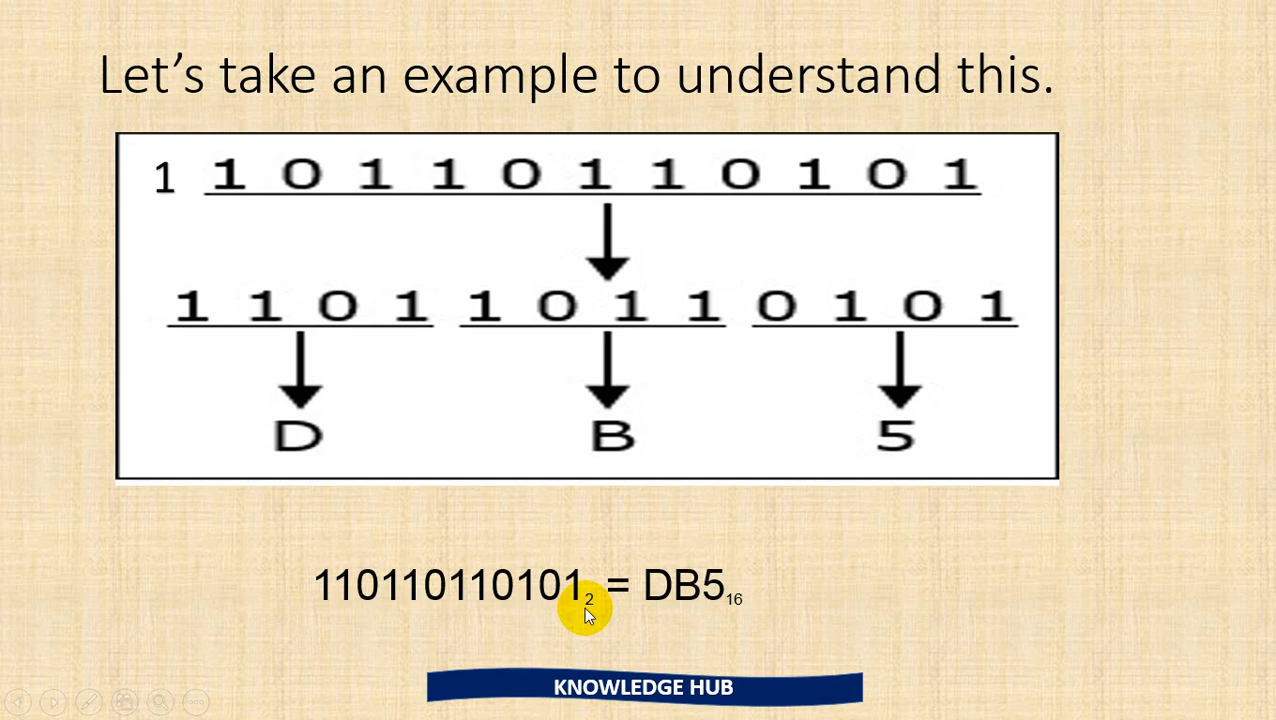 Let’s take an example to understand this.
1 1 0 1 1 0 1 1 0 1 0 1
1 1 0 1 1 0 1 1 0 1 0 1
D B 5
110110110101₂ = DB5₁₆
KNOWLEDGE HUB